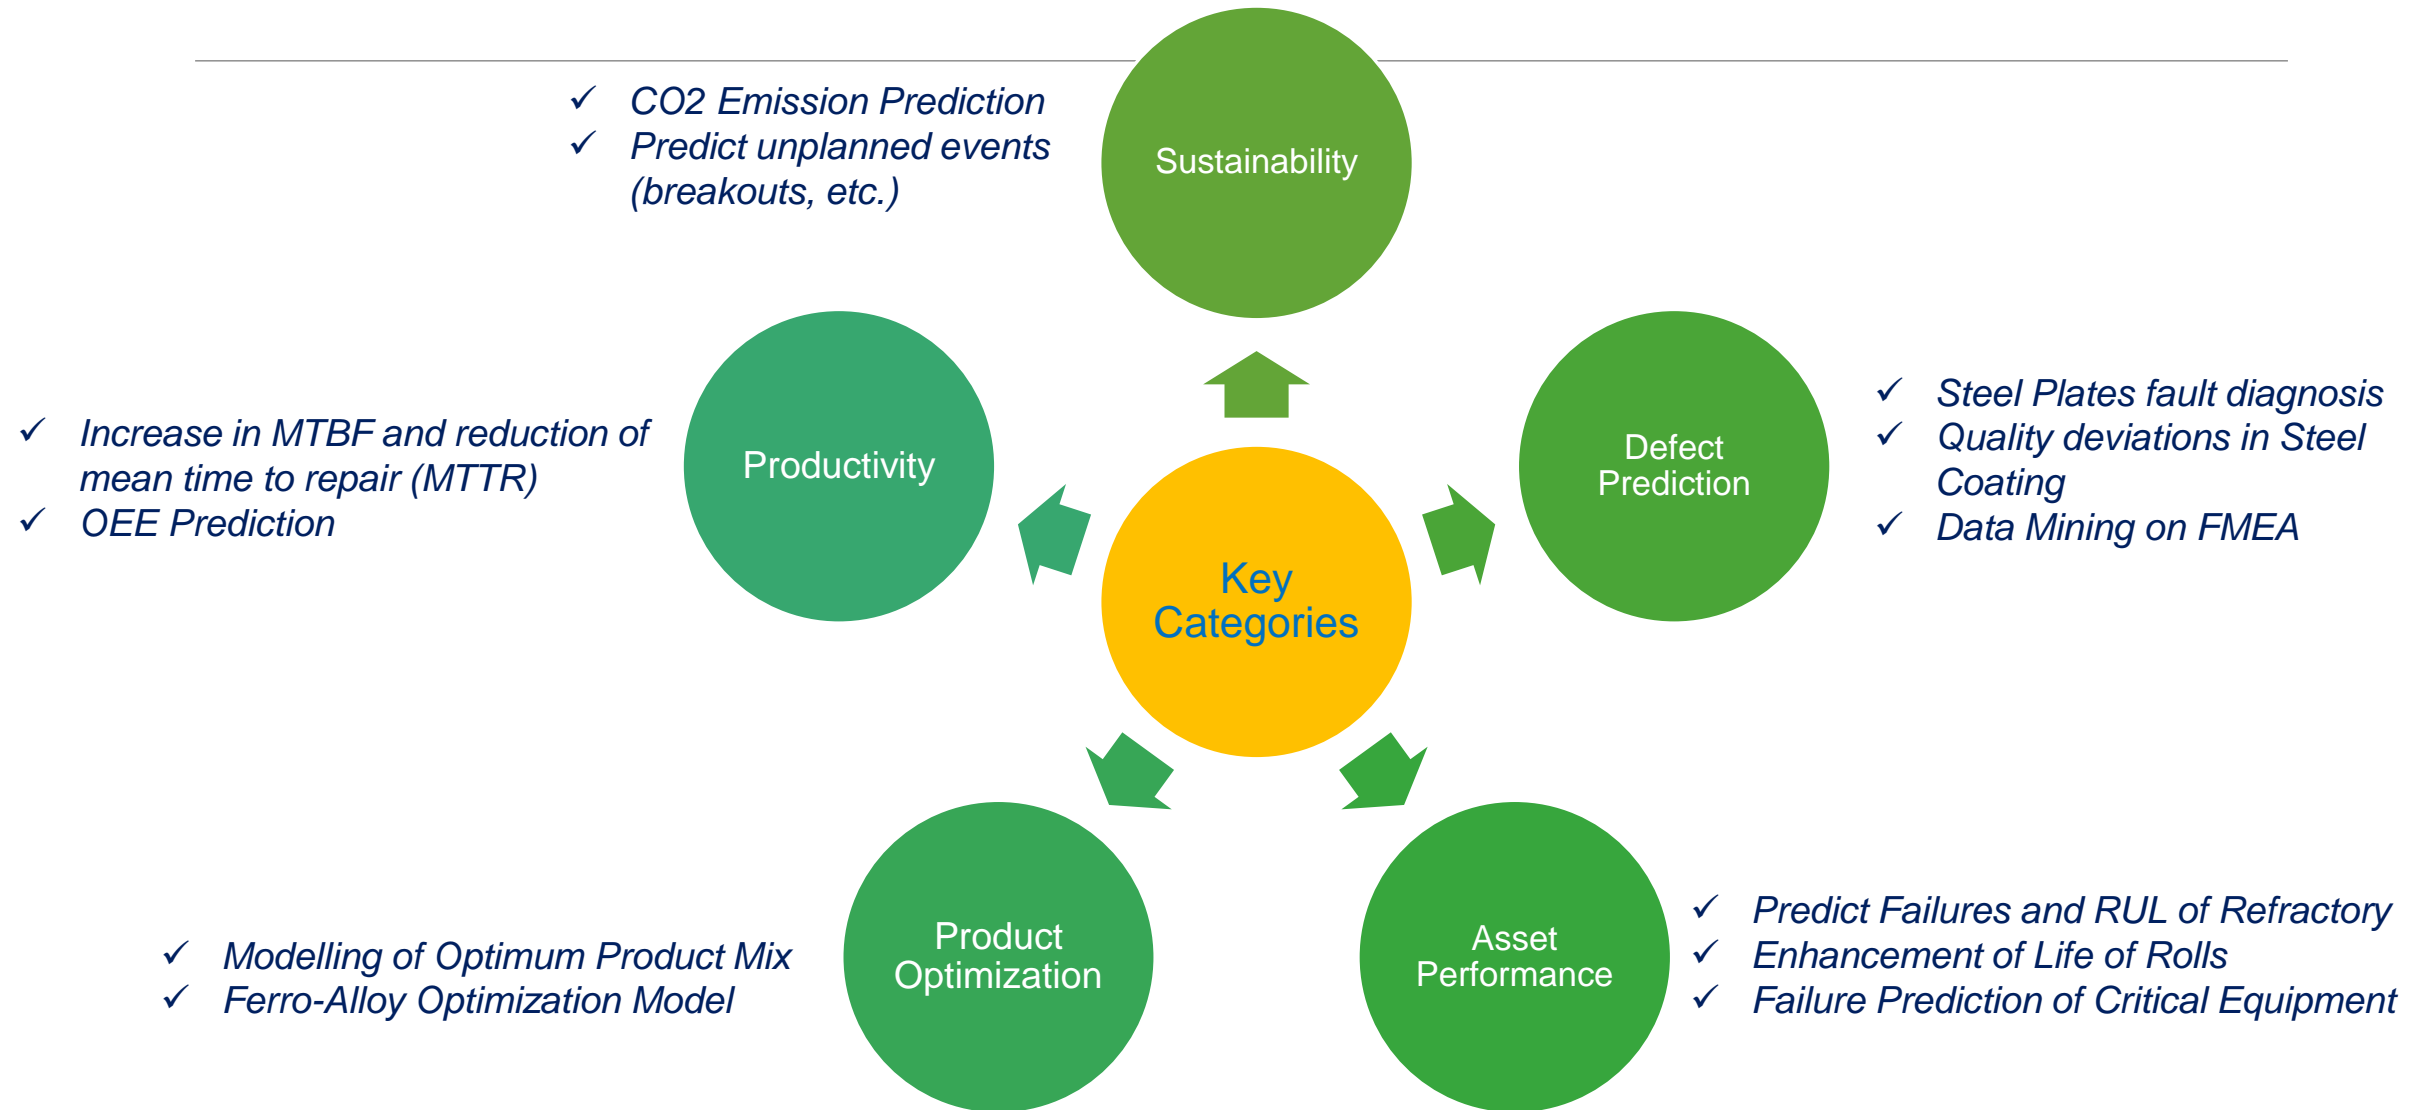 ✓ CO2 Emission Prediction
✓ Predict unplanned events
(breakouts, etc.)
Sustainability
✓ Increase in MTBF and reduction of
mean time to repair (MTTR)
✓ OEE Prediction
Productivity
Defect
Prediction
✓ Steel Plates fault diagnosis
✓ Quality deviations in Steel
Coating
✓ Data Mining on FMEA
Key
Categories
✓ Modelling of Optimum Product Mix
✓ Ferro-Alloy Optimization Model
Product
Optimization
Asset
Performance
✓ Predict Failures and RUL of Refractory
✓ Enhancement of Life of Rolls
✓ Failure Prediction of Critical Equipment